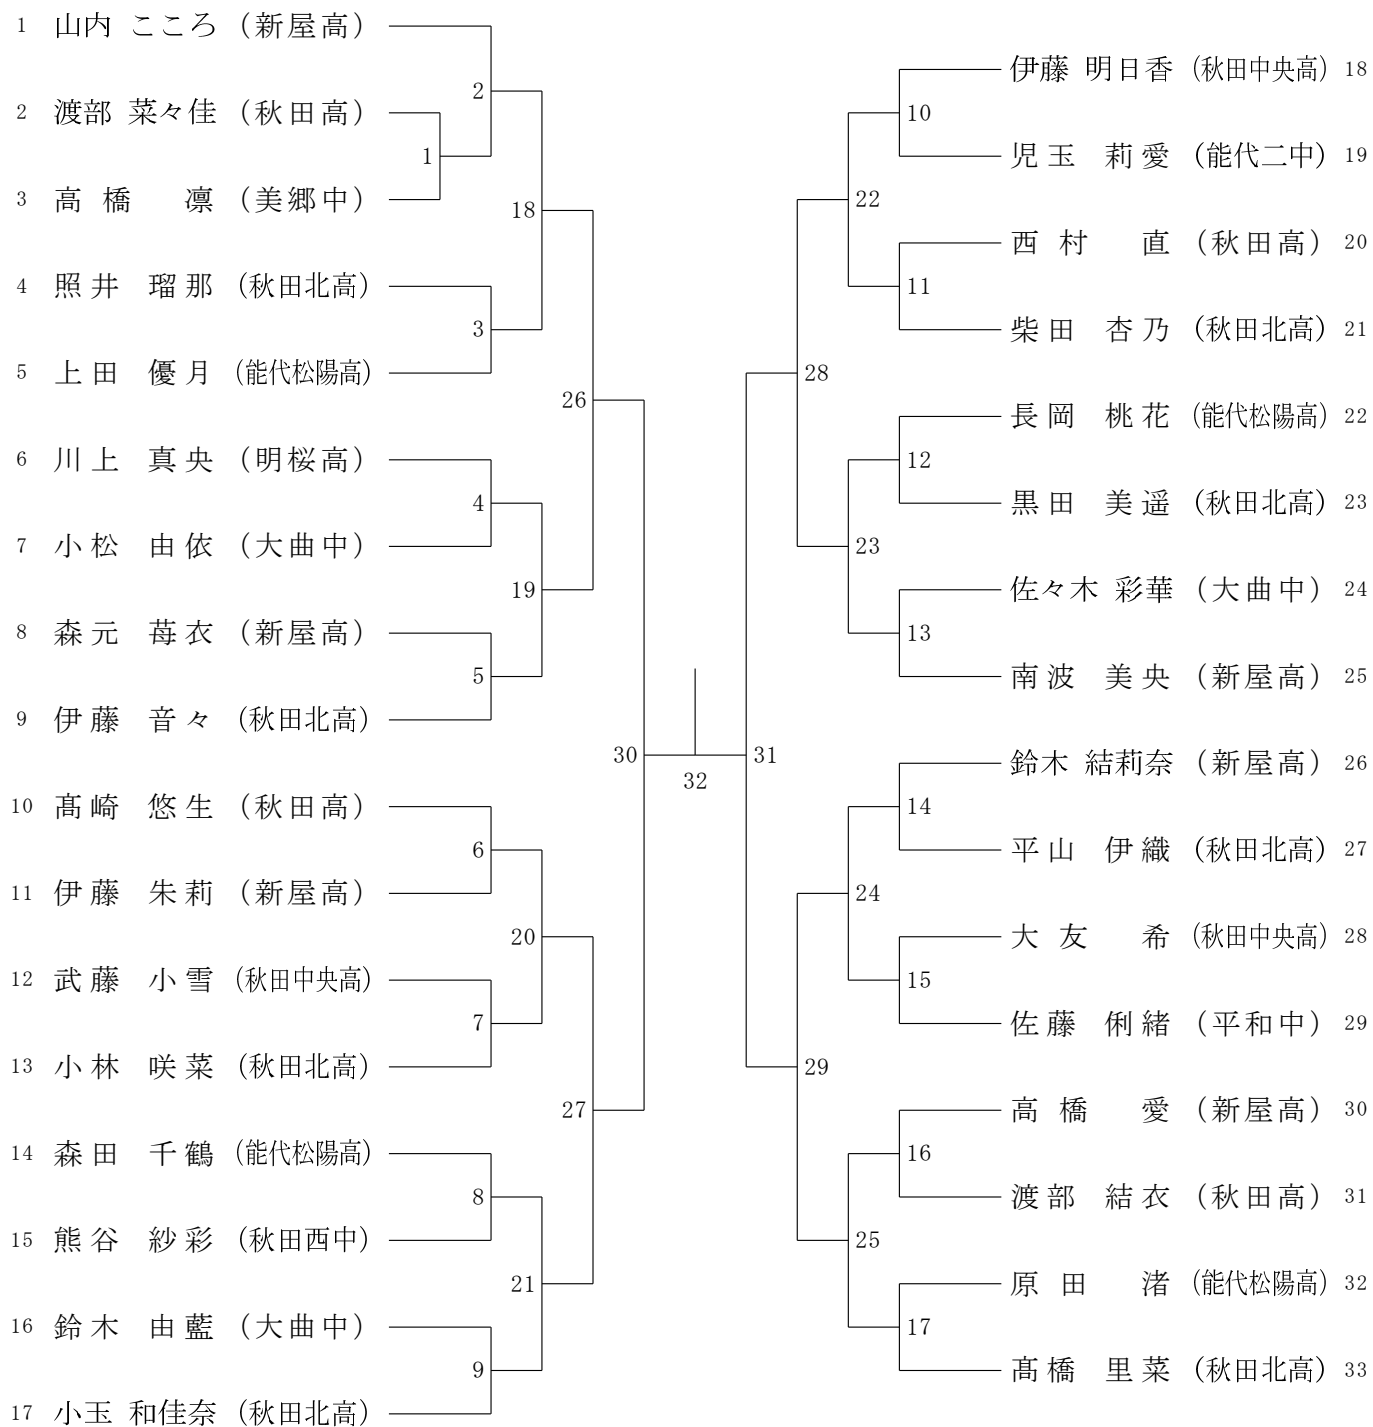 1 山内 こころ (新屋高)
2 渡部 菜々佳 (秋田高)
3 高橋 凛 (美郷中)
4 照井 瑠那 (秋田北高)
5 上田 優月 (能代松陽高)
6 川上 真央 (明桜高)
7 小松 由依 (大曲中)
8 森元 苺衣 (新屋高)
9 伊藤 音々 (秋田北高)
10 髙崎 悠生 (秋田高)
11 伊藤 朱莉 (新屋高)
12 武藤 小雪 (秋田中央高)
13 小林 咲菜 (秋田北高)
14 森田 千鶴 (能代松陽高)
15 熊谷 紗彩 (秋田西中)
16 鈴木 由藍 (大曲中)
17 小玉 和佳奈 (秋田北高)
2
1
3
4
5
6
7
8
9
18
19
20
21
26
27
30
32
31
28
29
22
23
24
25
10
11
12
13
14
15
16
17
伊藤 明日香 (秋田中央高) 18
児玉 莉愛 (能代二中) 19
西村 直 (秋田高) 20
柴田 杏乃 (秋田北高) 21
長岡 桃花 (能代松陽高) 22
黒田 美遥 (秋田北高) 23
佐々木 彩華 (大曲中) 24
南波 美央 (新屋高) 25
鈴木 結莉奈 (新屋高) 26
平山 伊織 (秋田北高) 27
大友 希 (秋田中央高) 28
佐藤 俐緒 (平和中) 29
高橋 愛 (新屋高) 30
渡部 結衣 (秋田高) 31
原田 渚 (能代松陽高) 32
髙橋 里菜 (秋田北高) 33